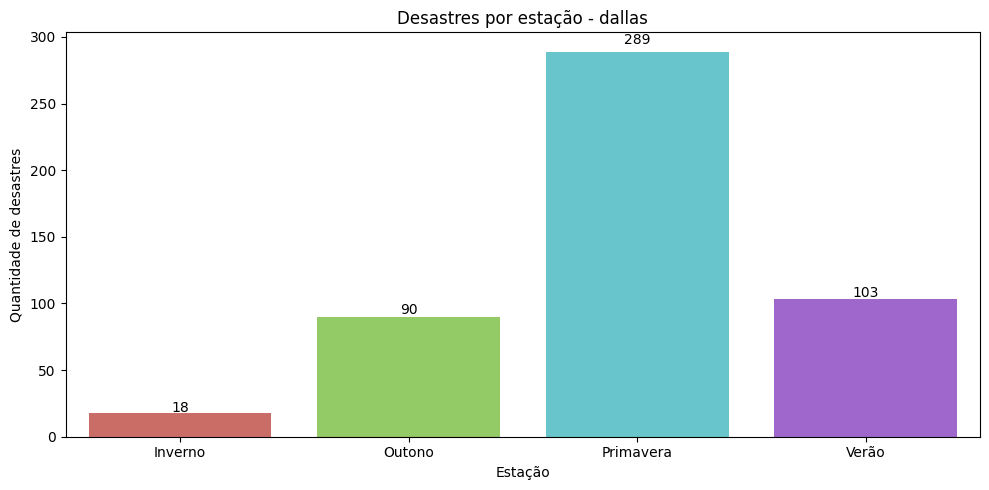 Desastres por estação - dallas
Quantidade de desastres
300
250
200
150
100
50
0
18
90
289
103
Inverno
Outono
Primavera
Verão
Estação